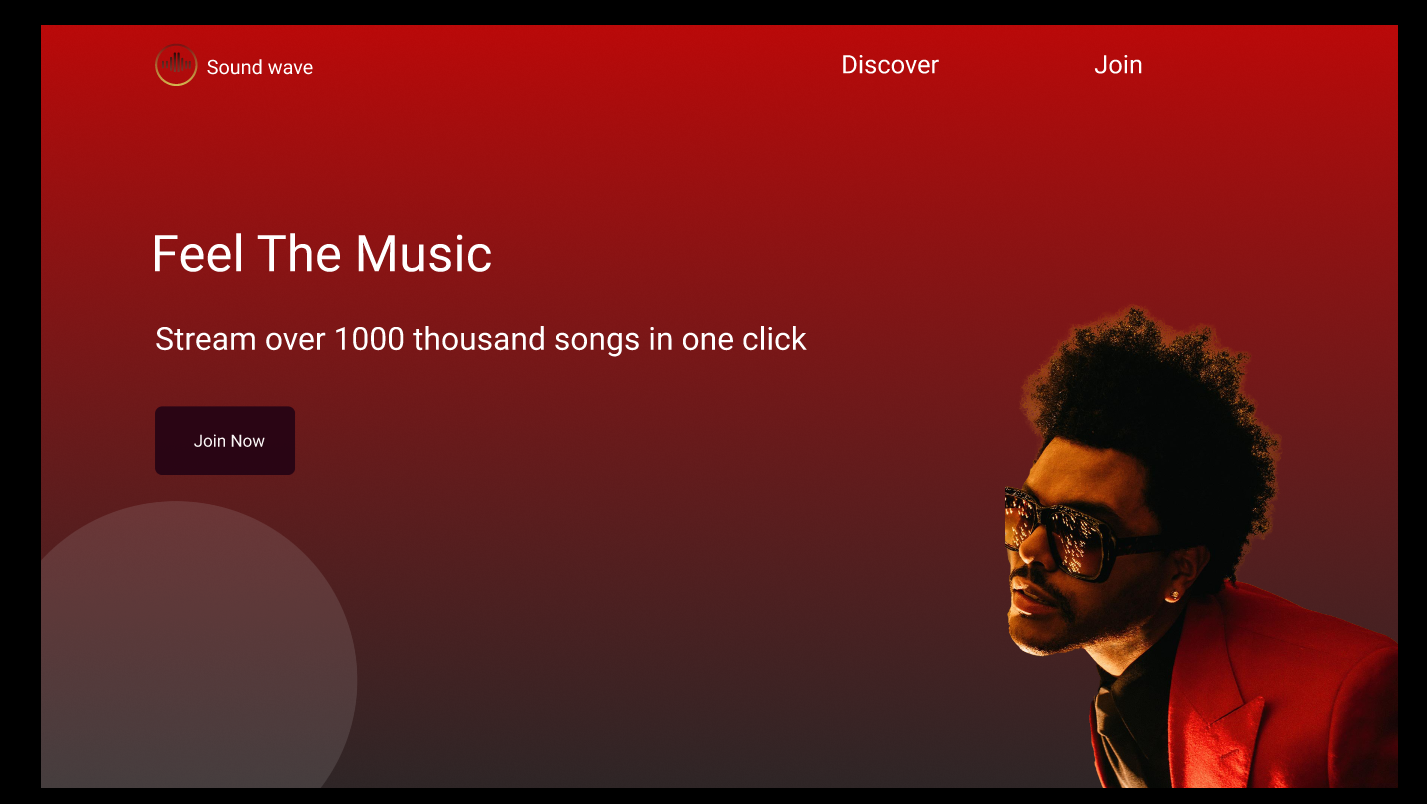 Sound wave
Discover
Join
Feel The Music
Stream over 1000 thousand songs in one click
Join Now